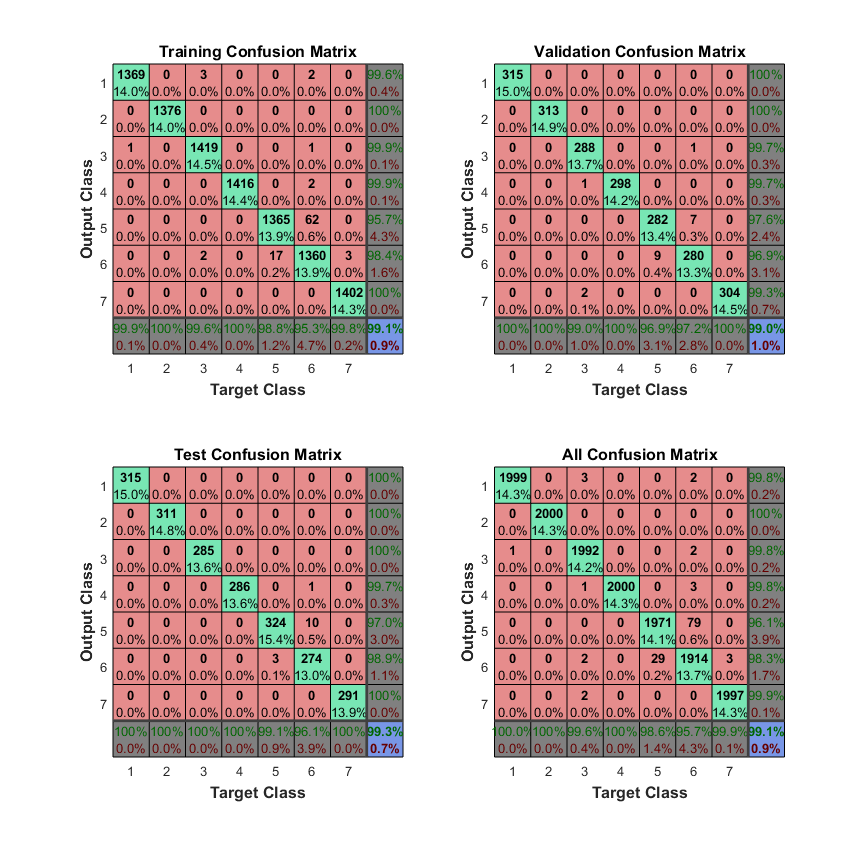 Training Confusion Matrix
1369 0 3 0 0 2 0 99.6%
1 14.0% 0.0% 0.0% 0.0% 0.0% 0.0% 0.0% 0.4%
0 1376 0 0 0 0 0 100%
2 0.0% 14.0% 0.0% 0.0% 0.0% 0.0% 0.0% 0.0%
1 0 1419 0 0 1 0 99.9%
3 0.0% 0.0% 14.5% 0.0% 0.0% 0.0% 0.0% 0.1%
0 0 0 1416 0 2 0 99.9%
4 0.0% 0.0% 0.0% 14.4% 0.0% 0.0% 0.0% 0.1%
0 0 0 0 1365 62 0 95.7%
5 0.0% 0.0% 0.0% 0.0% 13.9% 0.6% 0.0% 4.3%
0 0 2 0 17 1360 3 98.4%
6 0.0% 0.0% 0.0% 0.0% 0.2% 13.9% 0.0% 1.6%
0 0 0 0 0 0 1402 100%
7 0.0% 0.0% 0.0% 0.0% 0.0% 0.0% 14.3% 0.0%
99.9% 100% 99.6% 100% 98.8% 95.3% 99.8% 99.1%
0.1% 0.0% 0.4% 0.0% 1.2% 4.7% 0.2% 0.9%
1 2 3 4 5 6 7
Target Class
Output Class
Validation Confusion Matrix
315 0 0 0 0 0 0 100%
1 15.0% 0.0% 0.0% 0.0% 0.0% 0.0% 0.0% 0.0%
0 313 0 0 0 0 0 100%
2 0.0% 14.9% 0.0% 0.0% 0.0% 0.0% 0.0% 0.0%
0 0 288 0 0 1 0 99.7%
3 0.0% 0.0% 13.7% 0.0% 0.0% 0.0% 0.0% 0.3%
0 0 1 298 0 0 0 99.7%
4 0.0% 0.0% 0.0% 14.2% 0.0% 0.0% 0.0% 0.3%
0 0 0 0 282 7 0 97.6%
5 0.0% 0.0% 0.0% 0.0% 13.4% 0.3% 0.0% 2.4%
0 0 0 0 9 280 0 96.9%
6 0.0% 0.0% 0.0% 0.0% 0.4% 13.3% 0.0% 3.1%
0 0 2 0 0 0 304 99.3%
7 0.0% 0.0% 0.1% 0.0% 0.0% 0.0% 14.5% 0.7%
100% 100% 99.0% 100% 96.9% 97.2% 100% 99.0%
0.0% 0.0% 1.0% 0.0% 3.1% 2.8% 0.0% 1.0%
1 2 3 4 5 6 7
Target Class
Output Class
Test Confusion Matrix
315 0 0 0 0 0 0 100%
1 15.0% 0.0% 0.0% 0.0% 0.0% 0.0% 0.0% 0.0%
0 311 0 0 0 0 0 100%
2 0.0% 14.8% 0.0% 0.0% 0.0% 0.0% 0.0% 0.0%
0 0 285 0 0 0 0 100%
3 0.0% 0.0% 13.6% 0.0% 0.0% 0.0% 0.0% 0.0%
0 0 0 286 0 1 0 99.7%
4 0.0% 0.0% 0.0% 13.6% 0.0% 0.0% 0.0% 0.3%
0 0 0 0 324 10 0 97.0%
5 0.0% 0.0% 0.0% 0.0% 15.4% 0.5% 0.0% 3.0%
0 0 0 0 3 274 0 98.9%
6 0.0% 0.0% 0.0% 0.0% 0.1% 13.0% 0.0% 1.1%
0 0 0 0 0 0 291 100%
7 0.0% 0.0% 0.0% 0.0% 0.0% 0.0% 13.9% 0.0%
100% 100% 100% 100% 99.1% 96.1% 100% 99.3%
0.0% 0.0% 0.0% 0.0% 0.9% 3.9% 0.0% 0.7%
1 2 3 4 5 6 7
Target Class
Output Class
All Confusion Matrix
1999 0 3 0 0 2 0 99.8%
1 14.3% 0.0% 0.0% 0.0% 0.0% 0.0% 0.0% 0.2%
0 2000 0 0 0 0 0 100%
2 0.0% 14.3% 0.0% 0.0% 0.0% 0.0% 0.0% 0.0%
1 0 1992 0 0 2 0 99.8%
3 0.0% 0.0% 14.2% 0.0% 0.0% 0.0% 0.0% 0.2%
0 0 1 2000 0 3 0 99.8%
4 0.0% 0.0% 0.0% 14.3% 0.0% 0.0% 0.0% 0.2%
0 0 0 0 1971 79 0 96.1%
5 0.0% 0.0% 0.0% 0.0% 14.1% 0.6% 0.0% 3.9%
0 0 2 0 29 1914 3 98.3%
6 0.0% 0.0% 0.0% 0.0% 0.2% 13.7% 0.0% 1.7%
0 0 2 0 0 0 1997 99.9%
7 0.0% 0.0% 0.0% 0.0% 0.0% 0.0% 14.3% 0.1%
100.0% 100% 99.6% 100% 98.6% 95.7% 99.9% 99.1%
0.0% 0.0% 0.4% 0.0% 1.4% 4.3% 0.1% 0.9%
1 2 3 4 5 6 7
Target Class
Output Class